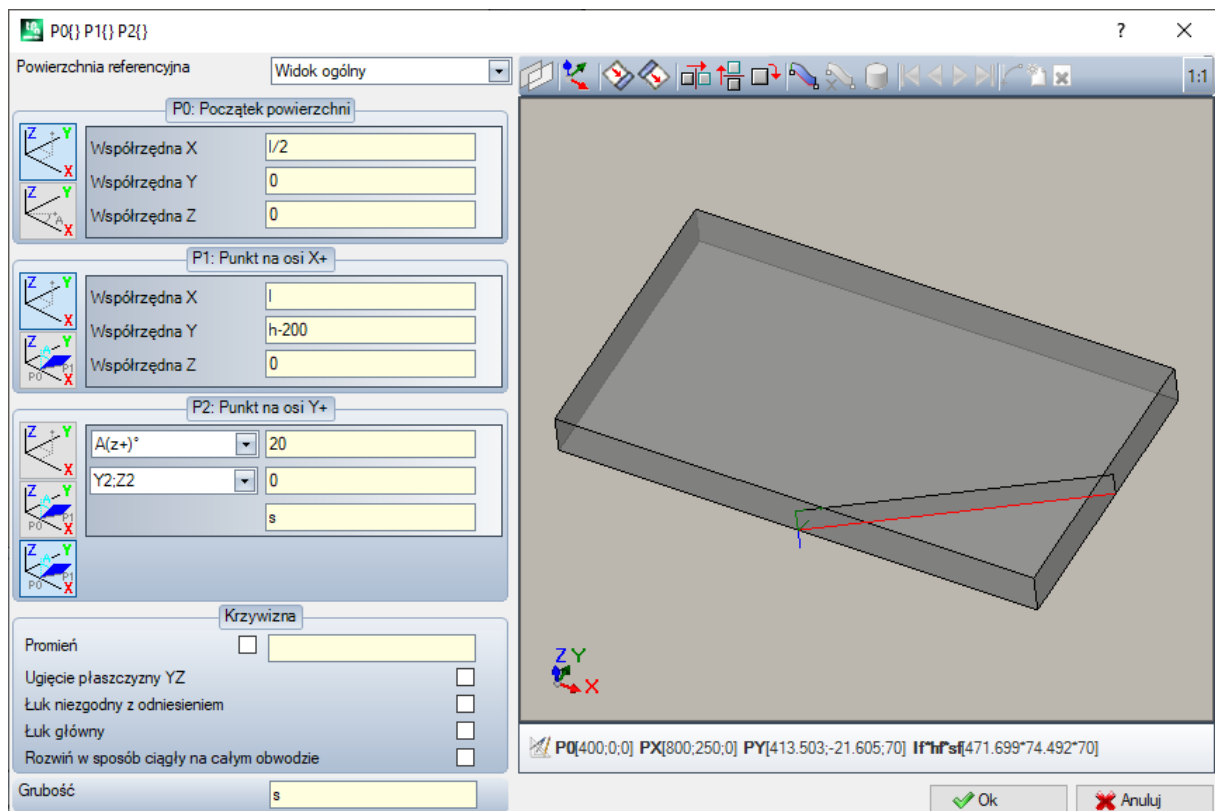 P0{} P1{} P2{}
?
Powierzchnia referencyjna
Widok ogólny
1:1
P0: Początek powierzchni
Współrzędna X
l/2
Współrzędna Y
0
Współrzędna Z
0
P1: Punkt na osi X+
Współrzędna X
l
Współrzędna Y
h-200
Współrzędna Z
0
P2: Punkt na osi Y+
A(z+)°
20
Y2;Z2
0
s
Krzywizna
Promień
Ugięcie płaszczyzny YZ
Łuk niezgodny z odniesieniem
Łuk główny
Rozwiń w sposób ciągły na całym obwodzie
Grubość
s
Z Y
X
P0[400;0;0] PX[800;250;0] PY[413.503;-21.605;70] lf*hf*sf[471.699*74.492*70]
Ok
Anuluj